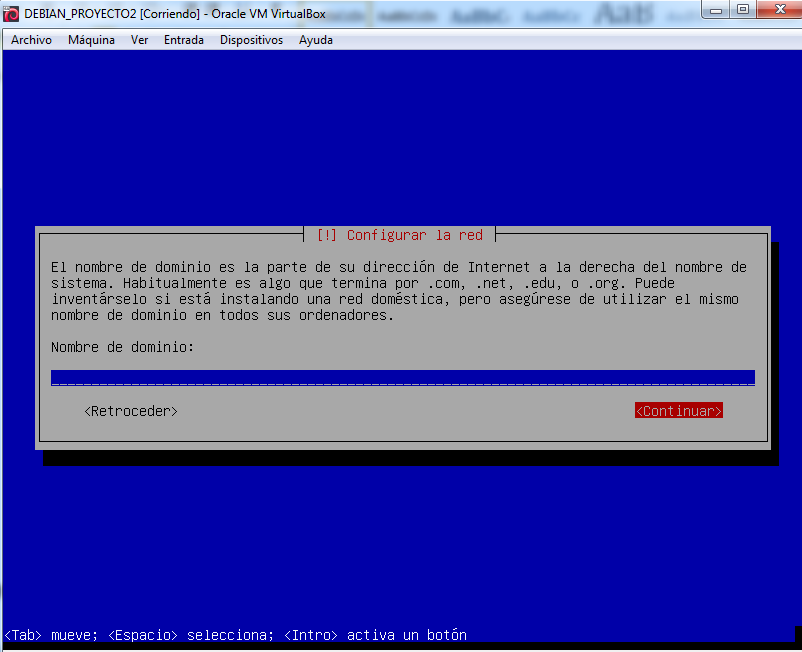 DEBIAN_PROYECTO2 [Corriendo] - Oracle VM VirtualBox
Archivo Máquina Ver Entrada Dispositivos Ayuda
[!] Configurar la red
El nombre de dominio es la parte de su dirección de Internet a la derecha del nombre de
sistema. Habitualmente es algo que termina por .com, .net, .edu, o .org. Puede
inventárselo si está instalando una red doméstica, pero asegúrese de utilizar el mismo
nombre de dominio en todos sus ordenadores.
Nombre de dominio:
<Retroceder> <Continuar>
<Tab> mueve; <Espacio> selecciona; <Intro> activa un botón